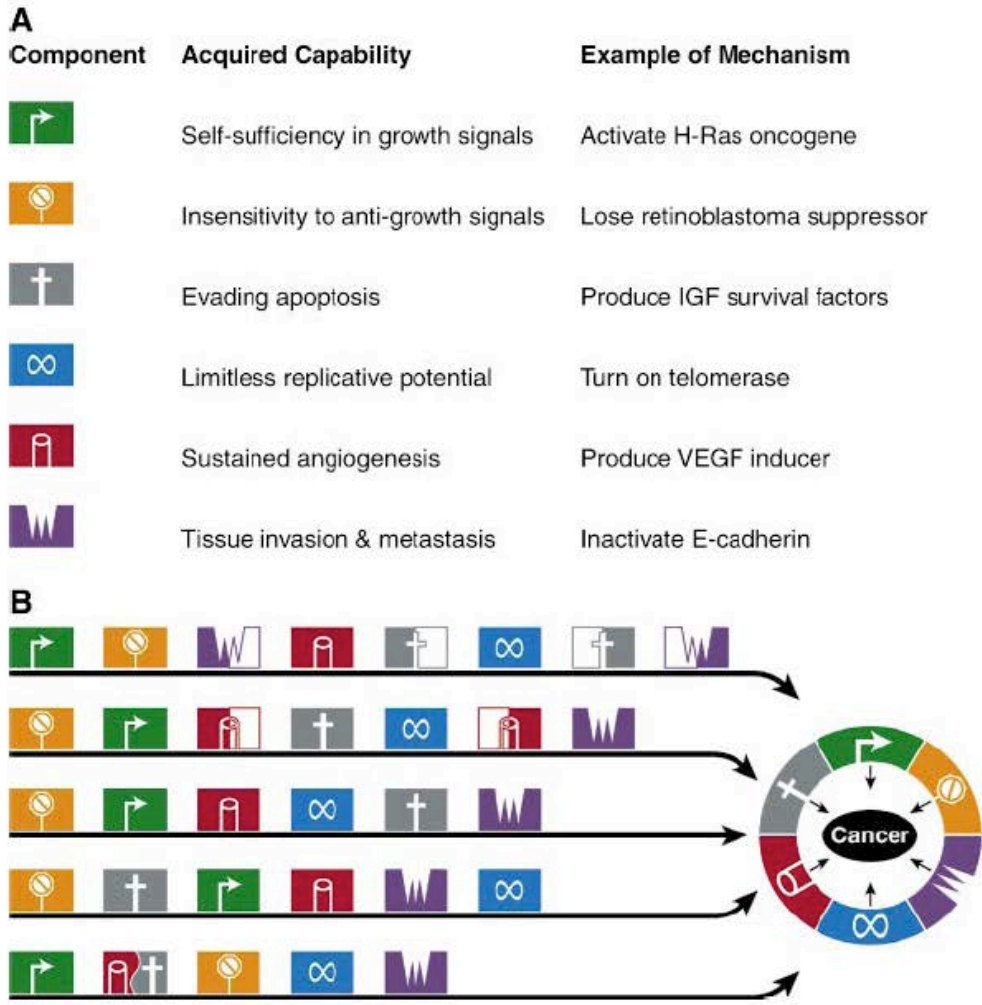 A
Component Acquired Capability Example of Mechanism
Self-sufficiency in growth signals Activate H-Ras oncogene
Insensitivity to anti-growth signals Lose retinoblastoma suppressor
Evading apoptosis Produce IGF survival factors
Limitless replicative potential Turn on telomerase
Sustained angiogenesis Produce VEGF inducer
Tissue invasion & metastasis Inactivate E-cadherin
B
Cancer